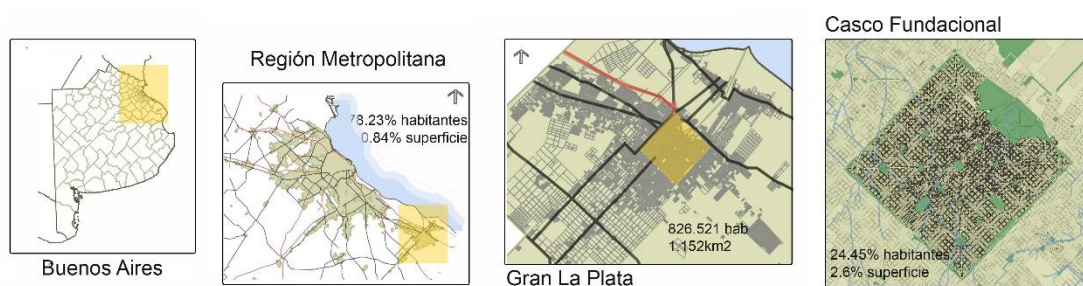 Buenos Aires
Región Metropolitana
78.23% habitantes
0.84% superficie
Gran La Plata
826.521 hab
1.152km2
Casco Fundacional
24.45% habitantes
2.6% superficie